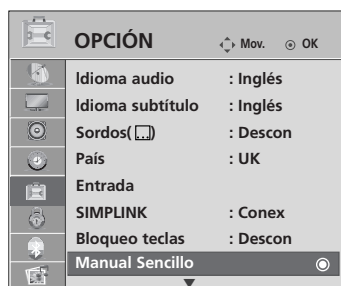 OPCIÓN Mov. OK
Idioma audio : Inglés
Idioma subtítulo : Inglés
Sordos( ) : Descon
País : UK
Entrada
SIMPLINK : Conex
Bloqueo teclas : Descon
Manual Sencillo